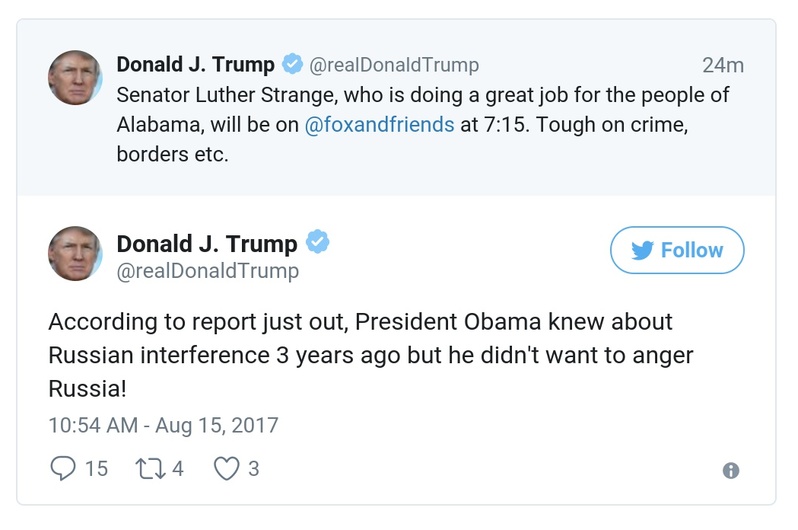 Donald J. Trump @realDonaldTrump 24m
Senator Luther Strange, who is doing a great job for the people of
Alabama, will be on @foxandfriends at 7:15. Tough on crime,
borders etc.
Donald J. Trump
@realDonaldTrump
Follow
According to report just out, President Obama knew about
Russian interference 3 years ago but he didn't want to anger
Russia!
10:54 AM - Aug 15, 2017
15 4 3